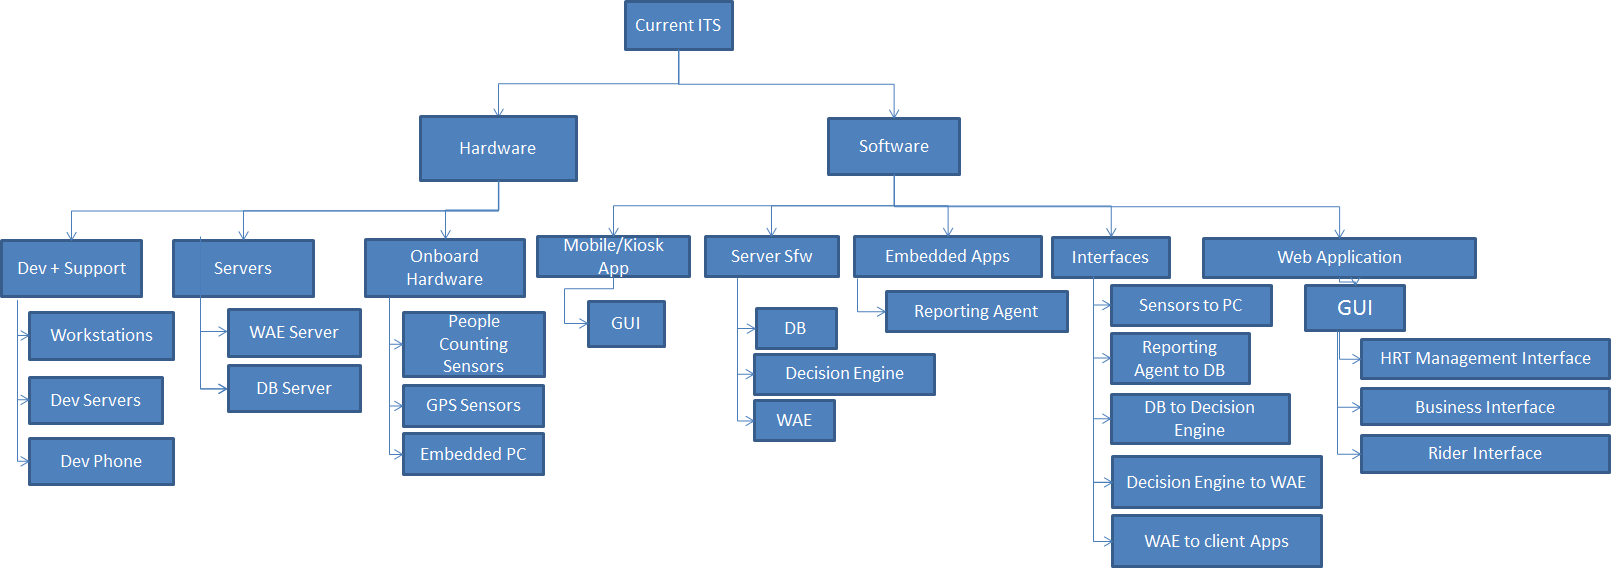 Current ITS
Hardware
Software
Dev + Support
Servers
Onboard
Hardware
Mobile/Kiosk
App
Server Sfw
Embedded Apps
Interfaces
Web Application
Workstations
Dev Servers
Dev Phone
WAE Server
DB Server
People
Counting
Sensors
GPS Sensors
Embedded PC
GUI
DB
Decision Engine
WAE
Reporting Agent
Sensors to PC
Reporting
Agent to DB
DB to Decision
Engine
Decision Engine to WAE
WAE to client Apps
GUI
HRT Management Interface
Business Interface
Rider Interface